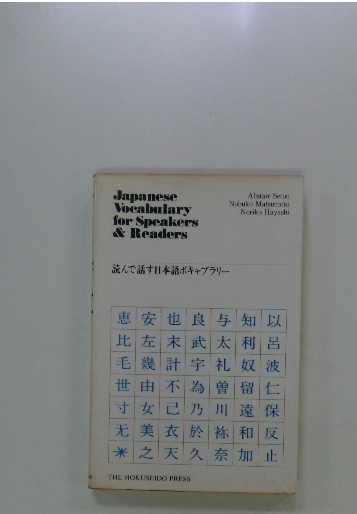 Japanese
Vocabulary
for Speakers
& Readers
Alistair Seton
Nobuko Matsumoto
Noriko Hayashi
読んで話す日本語ボキャブラリー
恵安也良与知以
比左末武太利呂
毛幾計宇礼奴波
世由不為曽留仁
寸女己乃川遠保
无美衣於祢和反
米之天久奈加止
THE HOKUSEIDO PRESS